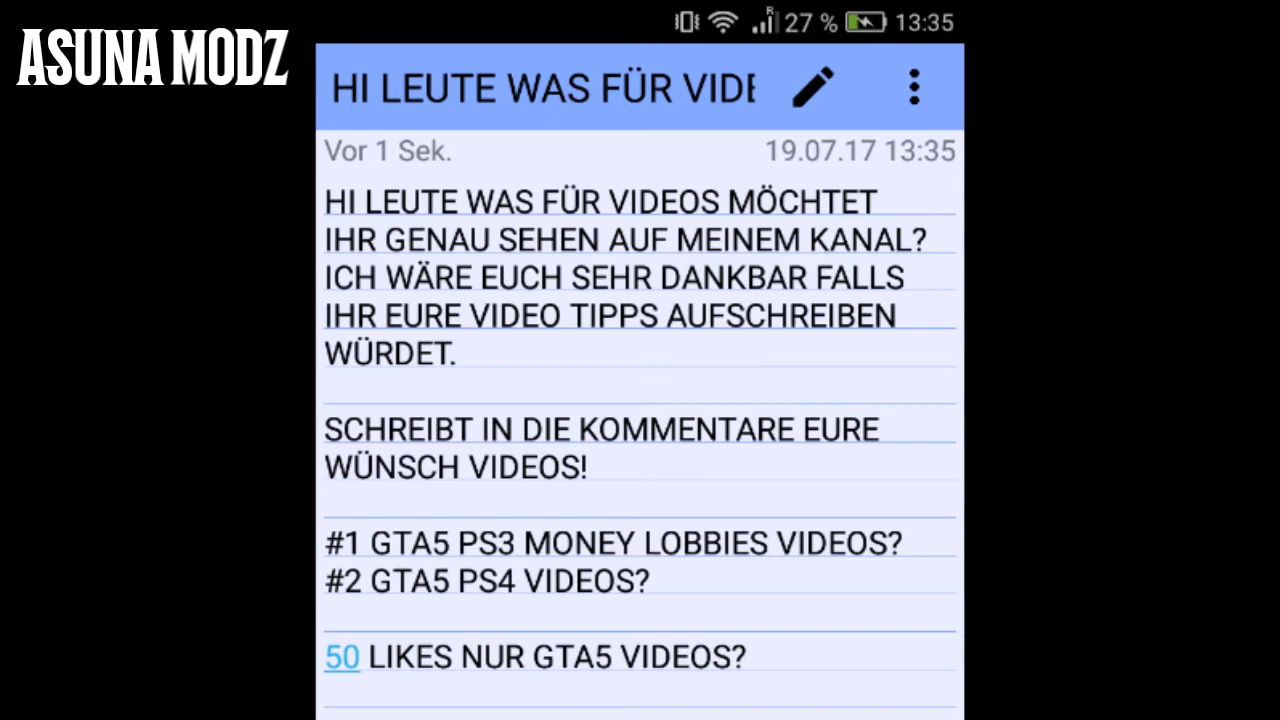 ASUNA MODZ
R
27 % 13:35
HI LEUTE WAS FÜR VIDE
Vor 1 Sek. 19.07.17 13:35
HI LEUTE WAS FÜR VIDEOS MÖCHTET
IHR GENAU SEHEN AUF MEINEM KANAL?
ICH WÄRE EUCH SEHR DANKBAR FALLS
IHR EURE VIDEO TIPPS AUFSCHREIBEN
WÜRDET.
SCHREIBT IN DIE KOMMENTARE EURE
WÜNSCH VIDEOS!
#1 GTA5 PS3 MONEY LOBBIES VIDEOS?
#2 GTA5 PS4 VIDEOS?
50 LIKES NUR GTA5 VIDEOS?